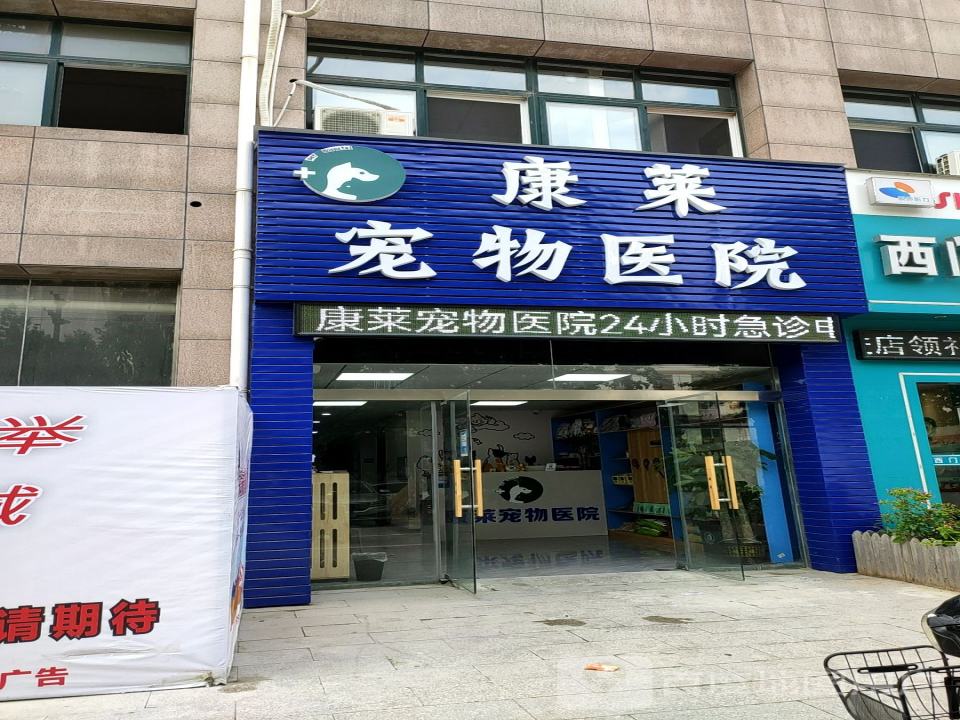 康莱
宠物医院
康莱宠物医院24小时急诊
店领
西门
举
请期待
广告
莱宠物医院